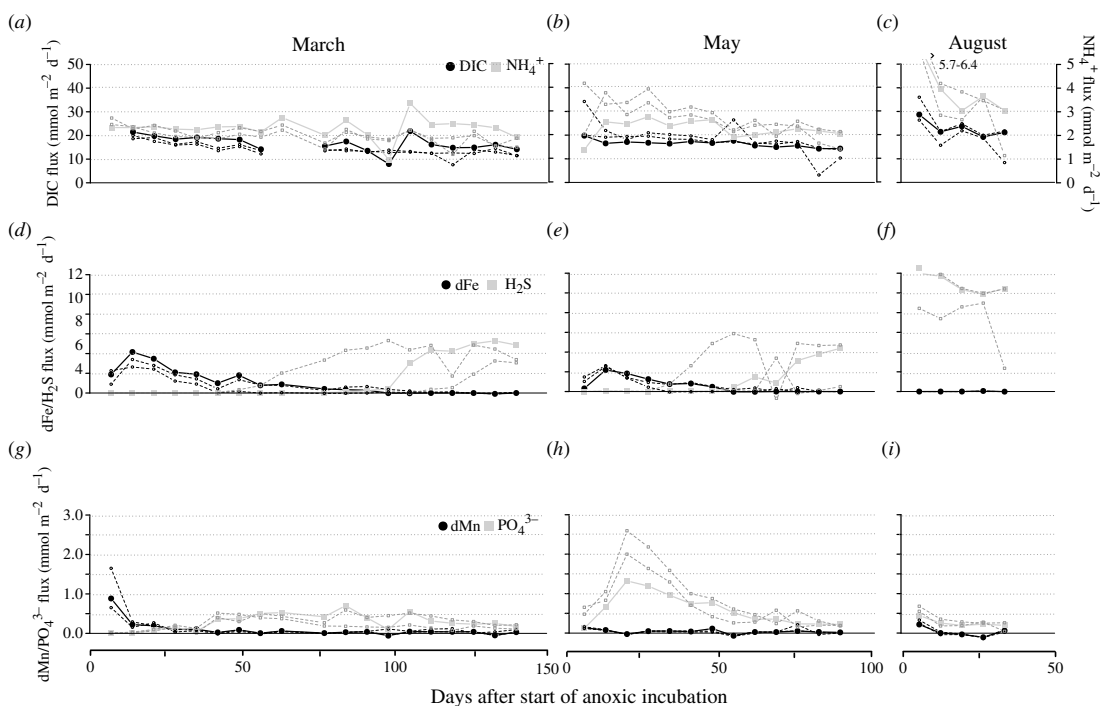 (a)
March
DIC flux (mmol m−2 d−1)
50
40
30
20
10
0
DIC NH4+
(b)
May
(c)
August
5.7-6.4
5
4
3
2
1
0
NH4+ flux (mmol m−2 d−1)
(d)
dFe/H2S flux (mmol m−2 d−1)
12
10
8
6
4
2
0
dFe H2S
(e)
(f)
(g)
dMn/PO43− flux (mmol m−2 d−1)
3.0
2.0
1.0
0.0
dMn PO43−
(h)
(i)
0 50 100 150
0 50 100
0 50
Days after start of anoxic incubation